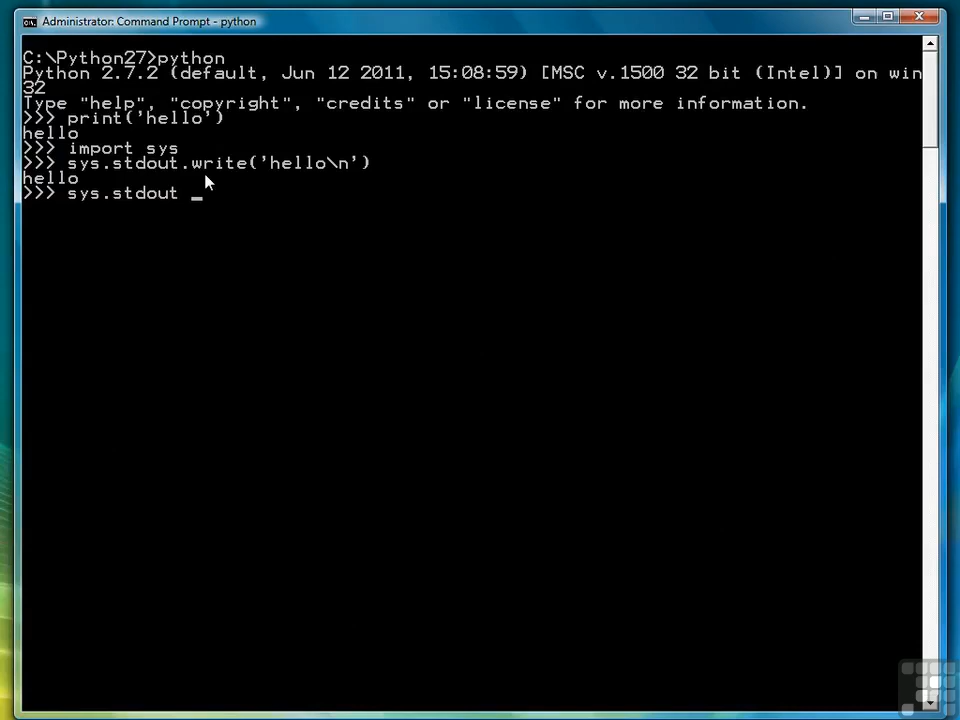 Administrator: Command Prompt - python
C:\Python27>python
Python 2.7.2 (default, Jun 12 2011, 15:08:59) [MSC v.1500 32 bit (Intel)] on win
32
Type "help", "copyright", "credits" or "license" for more information.
>>> print('hello')
hello
>>> import sys
>>> sys.stdout.write('hello\n')
hello
>>> sys.stdout _